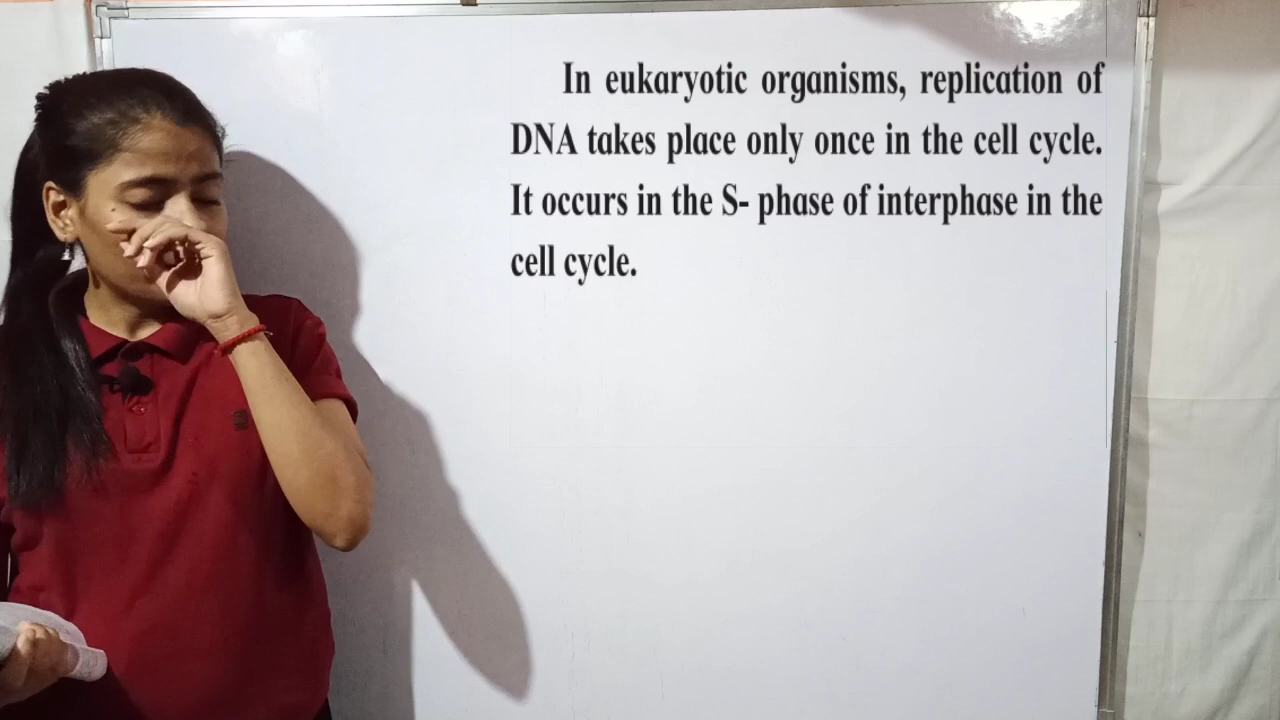 In eukaryotic organisms, replication of
DNA takes place only once in the cell cycle.
It occurs in the S- phase of interphase in the
cell cycle.